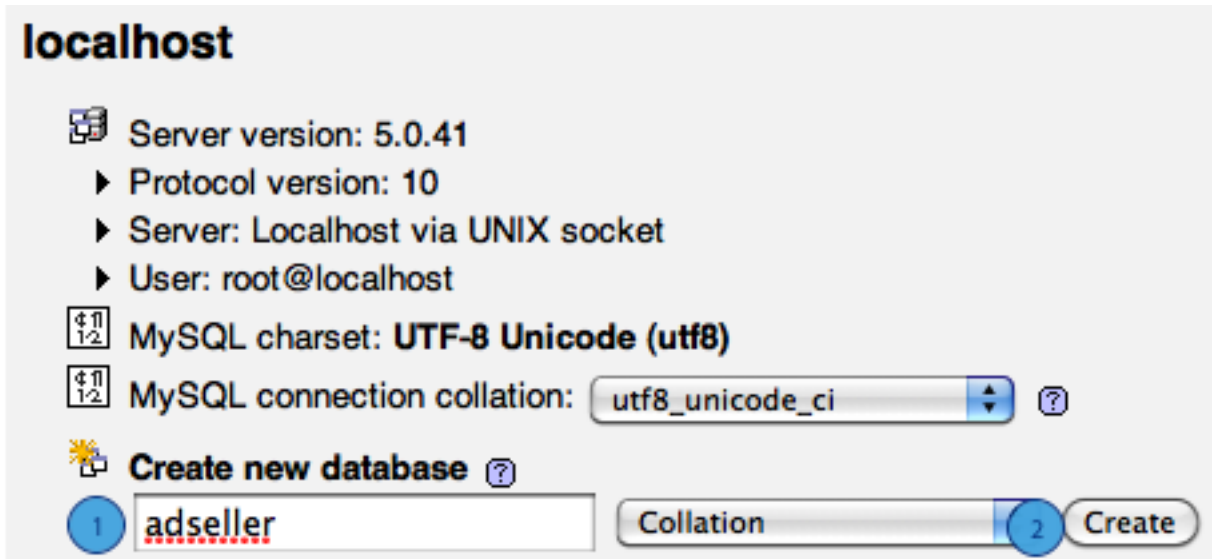 localhost
Server version: 5.0.41
Protocol version: 10
Server: Localhost via UNIX socket
User: root@localhost
MySQL charset: UTF-8 Unicode (utf8)
MySQL connection collation: utf8_unicode_ci ?
Create new database ?
1 adseller Collation 2 Create